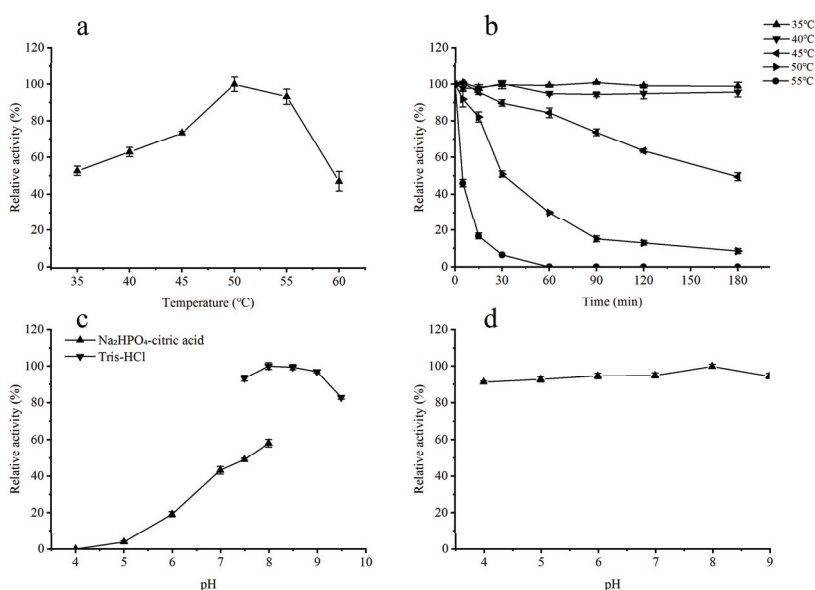 a
Relative activity (%)
120
100
80
60
40
20
0
35 40 45 50 55 60
Temperature (℃)
b
35℃
40℃
45℃
50℃
55℃
Relative activity (%)
120
100
80
60
40
20
0
0 30 60 90 120 150 180
Time (min)
c
Na₂HPO₄-citric acid
Tris-HCl
Relative activity (%)
120
100
80
60
40
20
0
4 5 6 7 8 9 10
pH
d
Relative activity (%)
120
100
80
60
40
20
0
4 5 6 7 8 9
pH